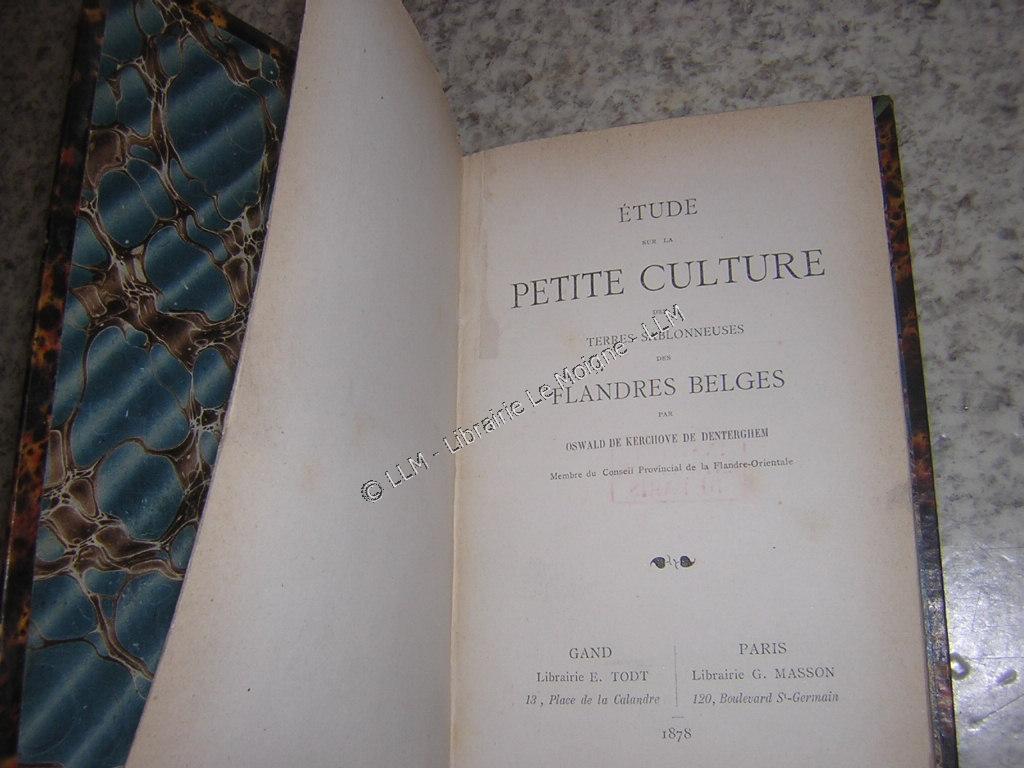 ÉTUDE
SUR LA
PETITE CULTURE
DES
TERRES SABLONNEUSES
DES
FLANDRES BELGES
PAR
OSWALD DE KERCHOVE DE DENTERGHEM
Membre du Conseil Provincial de la Flandre-Orientale
GAND
Librairie E. TODT
13, Place de la Calandre
PARIS
Librairie G. MASSON
120, Boulevard St-Germain
1878
© LLM - Librairie Le Moigne - LLM